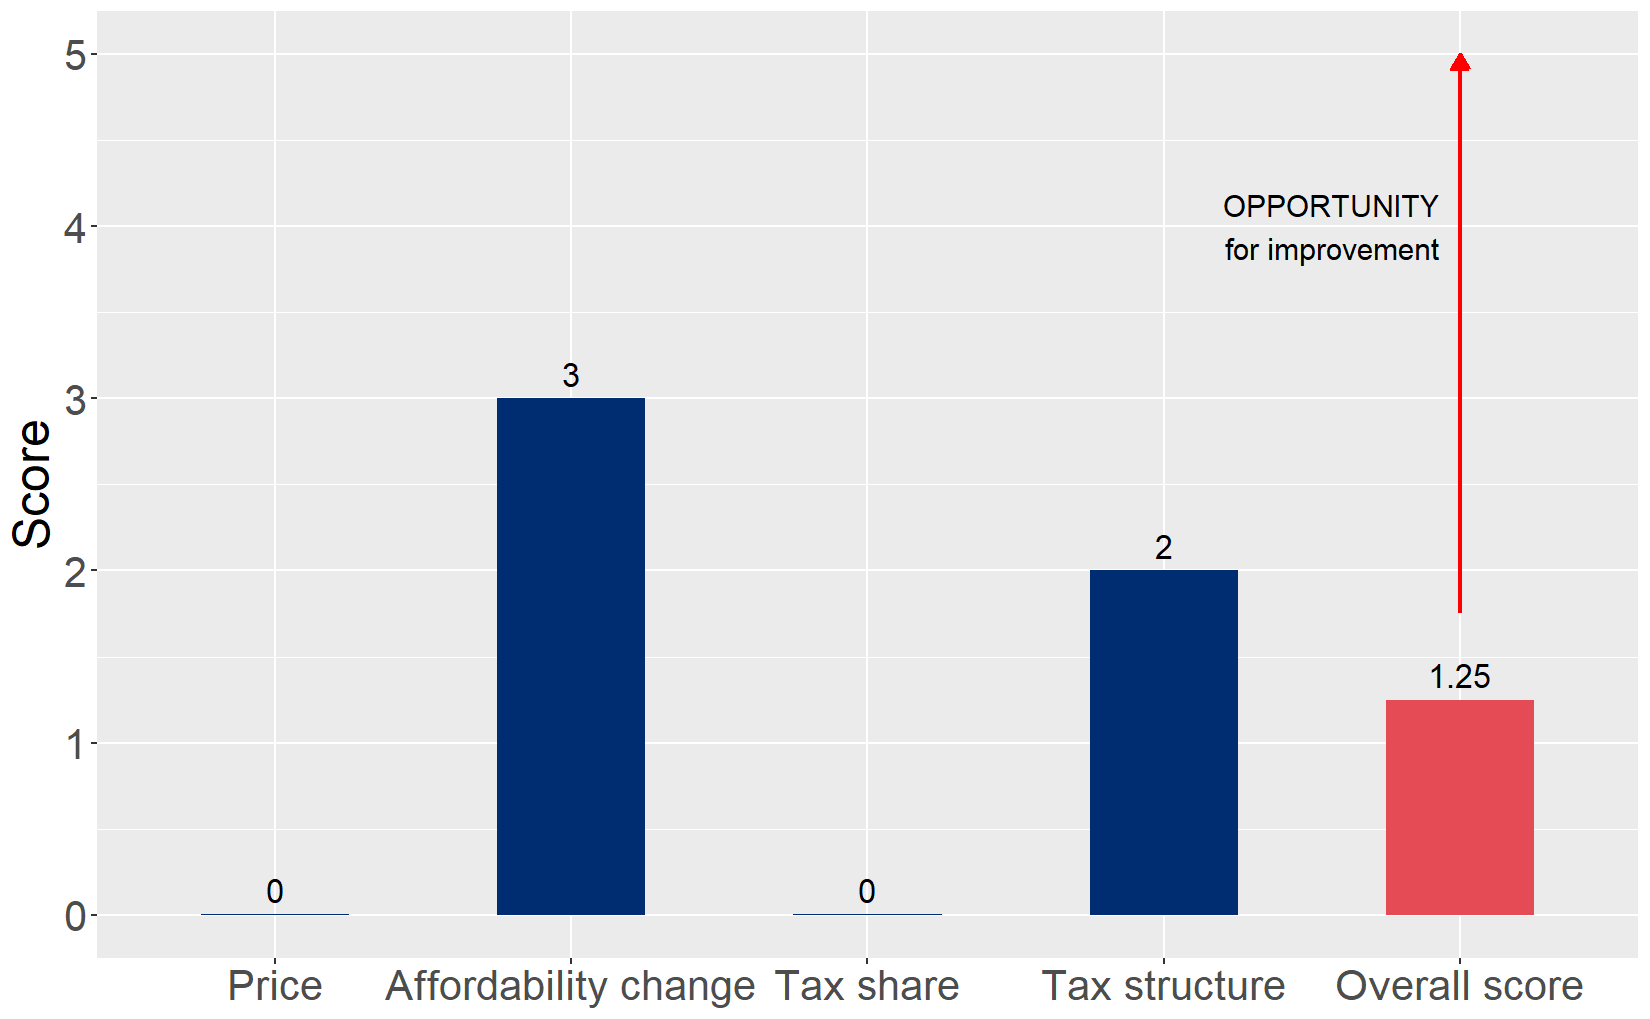 Score
5
4
3
2
1
0
OPPORTUNITY
for improvement
0
3
0
2
1.25
Price
Affordability change
Tax share
Tax structure
Overall score